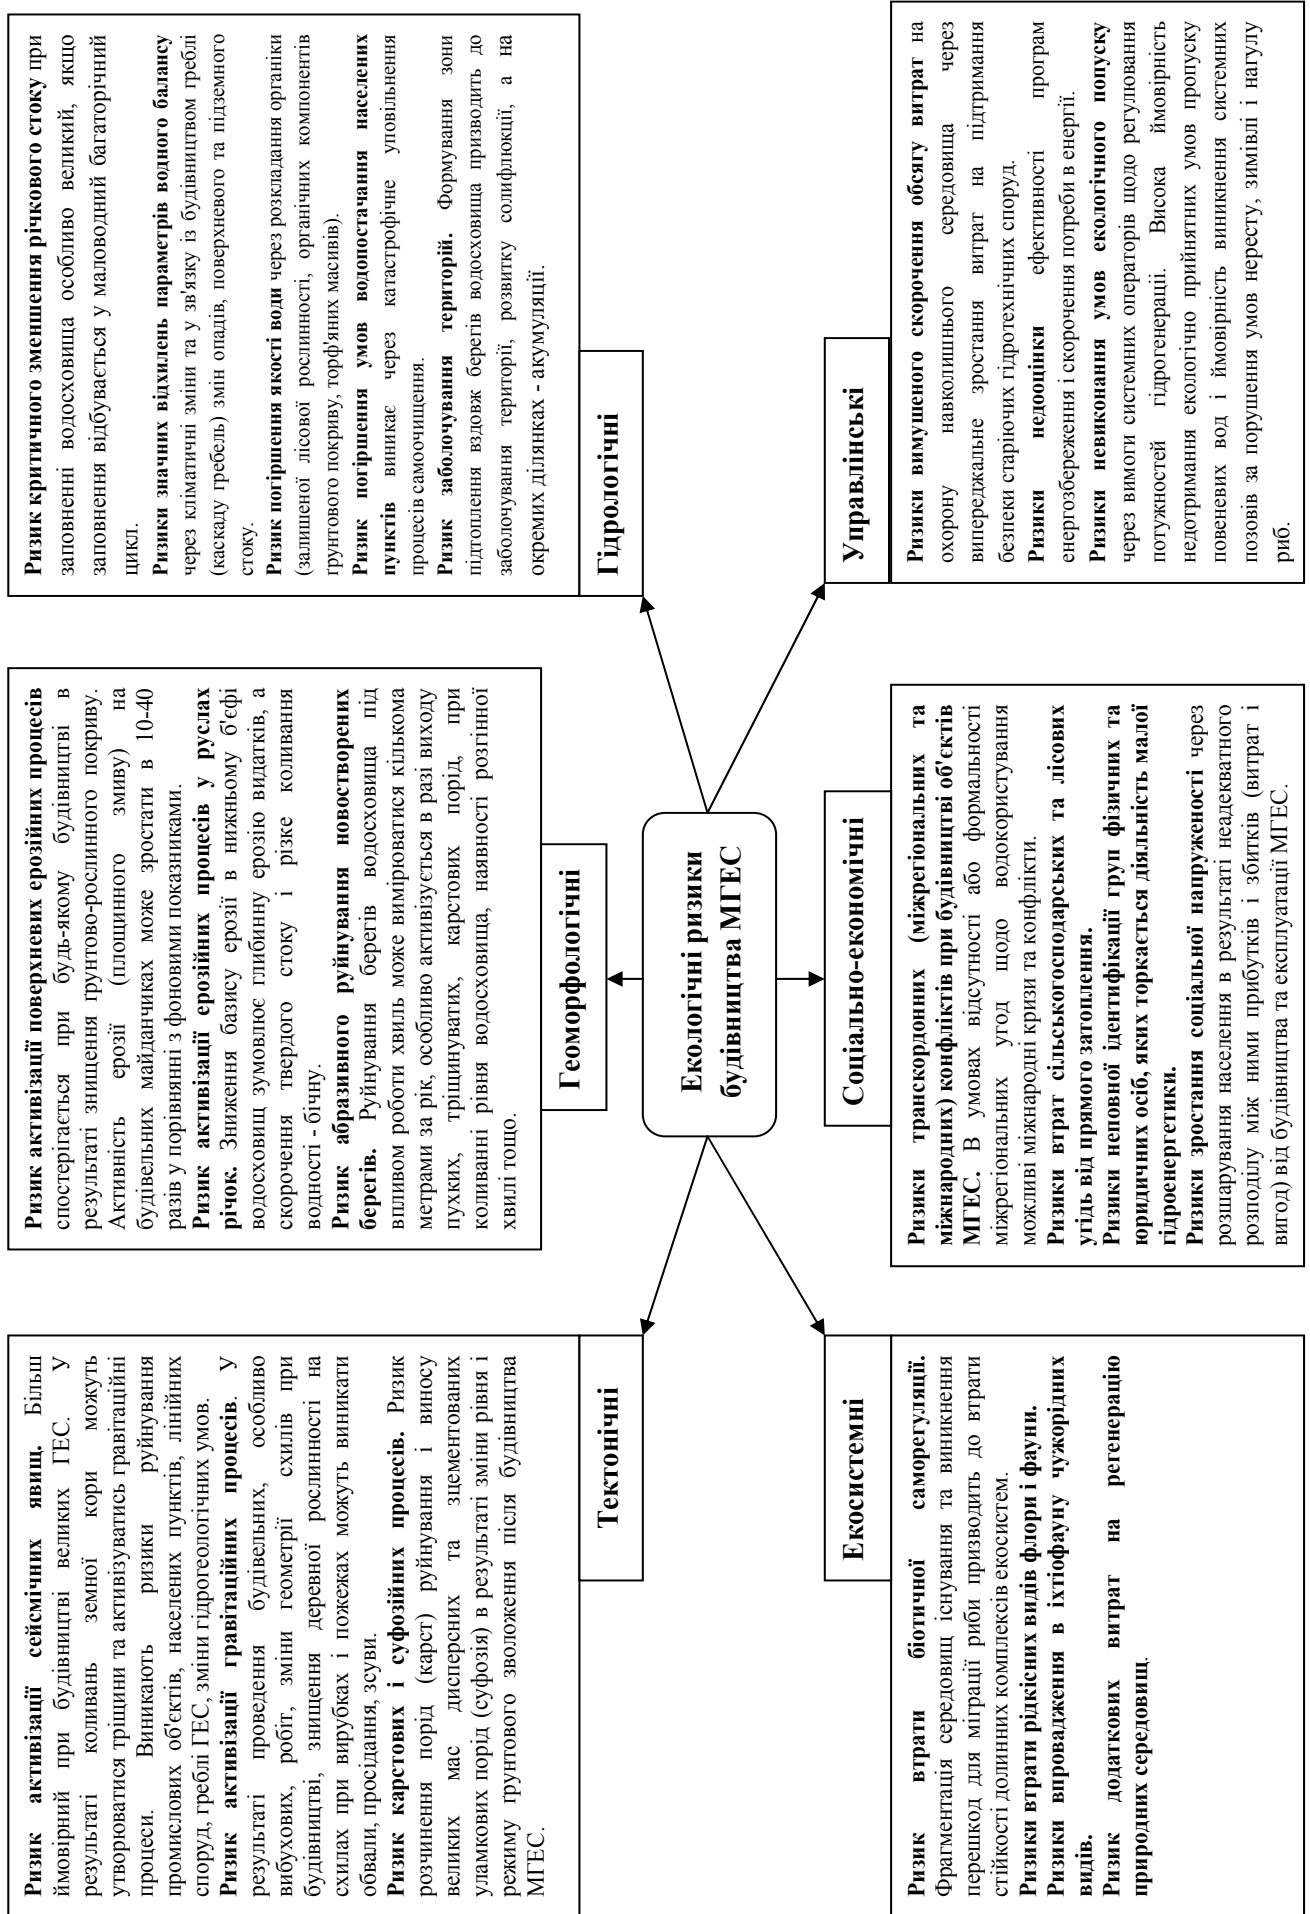 Ризик активізації сейсмічних явищ. Більш
ймовірний при будівництві великих ГЕС. У
результаті коливань земної кори можуть
утворюватися тріщини та активізуватись гравітаційні
процеси. Виникають ризики руйнування
промислових об'єктів, населених пунктів, лінійних
споруд, греблі ГЕС, зміни гідрогеологічних умов.
Ризик активізації гравітаційних процесів. У
результаті проведення будівельних, особливо
вибухових, робіт, зміни геометрії схилів при
будівництві, знищення деревної рослинності на
схилах при вирубках і пожежах можуть виникати
обвали, просідання, зсуви.
Ризик карстових і суфозійних процесів. Ризик
розчинення порід (карст) руйнування і виносу
великих мас дисперсних та зцементованих
уламкових порід (суфозія) в результаті зміни рівня і
режиму ґрунтового зволоження після будівництва
МГЕС.
Тектонічні
Ризик активізації поверхневих ерозійних процесів
спостерігається при будь-якому будівництві в
результаті знищення ґрунтово-рослинного покриву.
Активність ерозії (площинного змиву) на
будівельних майданчиках може зростати в 10-40
разів у порівнянні з фоновими показниками.
Ризик активізації ерозійних процесів у руслах
річок. Зниження базису ерозії в нижньому б'єфі
водосховищ зумовлює глибинну ерозію видатків, а
скорочення твердого стоку і різке коливання
водності - бічну.
Ризик абразивного руйнування новостворених
берегів. Руйнування берегів водосховища під
впливом роботи хвиль може вимірюватися кількома
метрами за рік, особливо активізується в разі виходу
пухких, тріщинуватих, карстових порід, при
коливанні рівня водосховища, наявності розгінної
хвилі тощо.
Геоморфологічні
Ризик критичного зменшення річкового стоку при
заповненні водосховища особливо великий, якщо
заповнення відбувається у маловодний багаторічний
цикл.
Ризики значних відхилень параметрів водного балансу
через кліматичні зміни та у зв'язку із будівництвом греблі
(каскаду гребель) змін опадів, поверхневого та підземного
стоку.
Ризик погіршення якості води через розкладання органіки
(залишеної лісової рослинності, органічних компонентів
ґрунтового покриву, торф'яних масивів).
Ризик погіршення умов водопостачання населених
пунктів виникає через катастрофічне уповільнення
процесів самоочищення.
Ризик заболочування територій. Формування зони
підтоплення вздовж берегів водосховища призводить до
заболочування території, розвитку солифлюкції, а на
окремих ділянках - акумуляції.
Гідрологічні
Екологічні ризики
будівництва МГЕС
Екосистемні
Ризик втрати біотичної саморегуляції.
Фрагментація середовищ існування та виникнення
перешкод для міграції риби призводить до втрати
стійкості долинних комплексів екосистем.
Ризики втрати рідкісних видів флори і фауни.
Ризики впровадження в іхтіофауну чужорідних
видів.
Ризик додаткових витрат на регенерацію
природних середовищ.
Соціально-економічні
Ризики транскордонних (міжрегіональних та
міжнародних) конфліктів при будівництві об'єктів
МГЕС. В умовах відсутності або формальності
міжрегіональних угод щодо водокористування
можливі міжнародні кризи та конфлікти.
Ризики втрат сільськогосподарських та лісових
угідь від прямого затоплення.
Ризики неповної ідентифікації груп фізичних та
юридичних осіб, яких торкається діяльність малої
гідроенергетики.
Ризики зростання соціальної напруженості через
розшарування населення в результаті неадекватного
розподілу між ними прибутків і збитків (витрат і
вигод) від будівництва та експлуатації МГЕС.
Управлінські
Ризики вимушеного скорочення обсягу витрат на
охорону навколишнього середовища через
випереджальне зростання витрат на підтримання
безпеки старіючих гідротехнічних споруд.
Ризики недооцінки ефективності програм
енергозбереження і скорочення потреби в енергії.
Ризики невиконання умов екологічного попуску
через вимоги системних операторів щодо регулювання
потужностей гідрогенерації. Висока ймовірність
недотримання екологічно прийнятних умов пропуску
повеневих вод і ймовірність виникнення системних
позовів за порушення умов нересту, зимівлі і нагулу
риб.